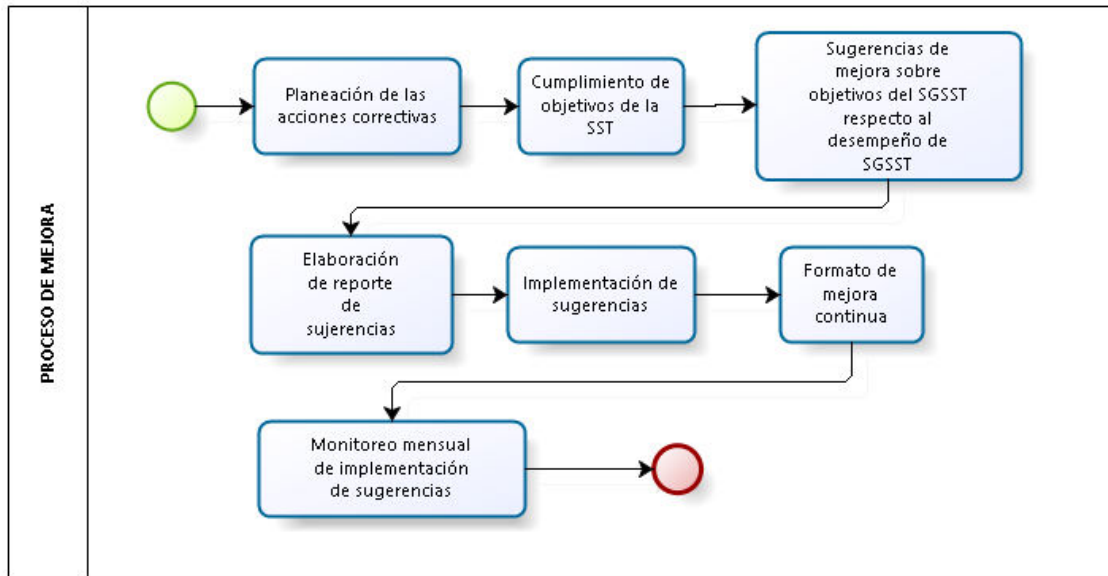 PROCESO DE MEJORA
Planeación de las
acciones correctivas
Cumplimiento de
objetivos de la
SST
Sugerencias de
mejora sobre
objetivos del SGSST
respecto al
desempeño de
SGSST
Elaboración
de reporte
de
sujerencias
Implementación de
sugerencias
Formato de
mejora
continua
Monitoreo mensual
de implementación
de sugerencias